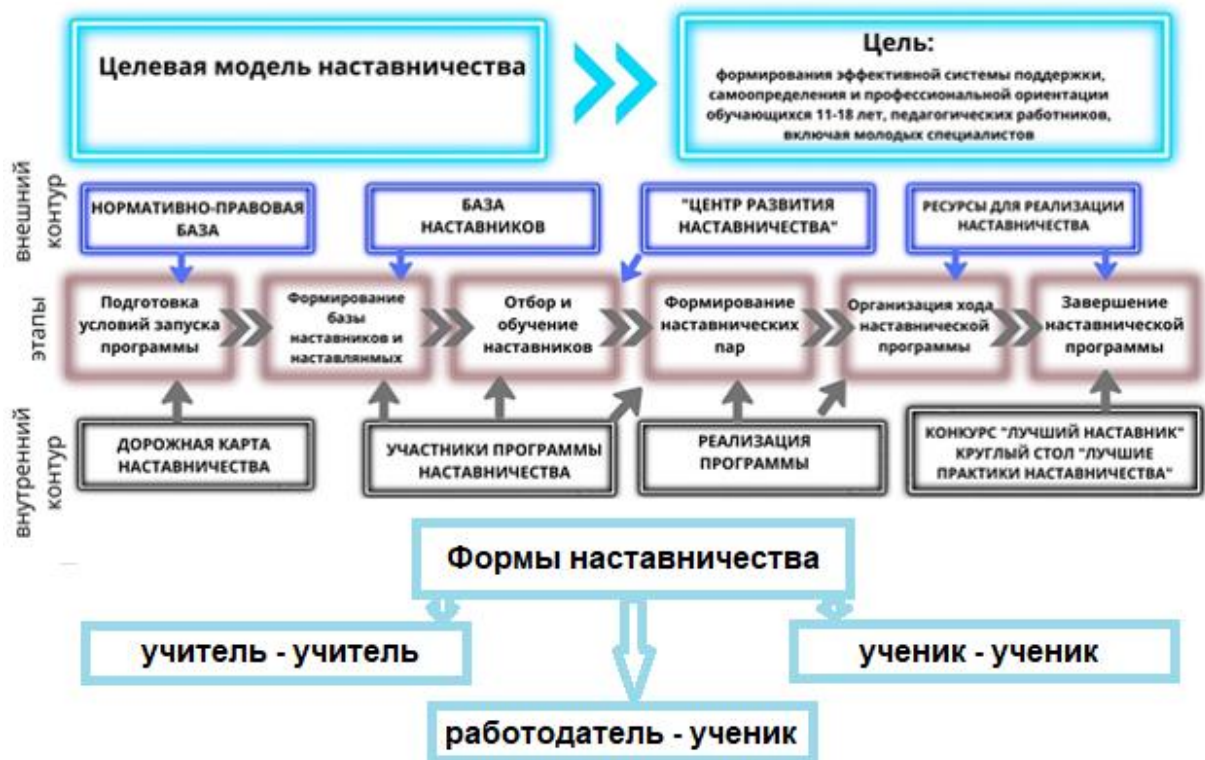 Целевая модель наставничества
Цель:
формирования эффективной системы поддержки,
самоопределения и профессиональной ориентации
обучающихся 11-18 лет, педагогических работников,
включая молодых специалистов
внешний
контур
НОРМАТИВНО-ПРАВОВАЯ
БАЗА
БАЗА
НАСТАВНИКОВ
"ЦЕНТР РАЗВИТИЯ
НАСТАВНИЧЕСТВА"
РЕСУРСЫ ДЛЯ РЕАЛИЗАЦИИ
НАСТАВНИЧЕСТВА
этапы
Подготовка
условий запуска
программы
Формирование
базы
наставников и
наставлянмых
Отбор и
обучение
наставников
Формирование
наставнических
пар
Организация хода
наставнической
программы
Завершение
наставнической
программы
внутренний
контур
ДОРОЖНАЯ КАРТА
НАСТАВНИЧЕСТВА
УЧАСТНИКИ ПРОГРАММЫ
НАСТАВНИЧЕСТВА
РЕАЛИЗАЦИЯ
ПРОГРАММЫ
КОНКУРС "ЛУЧШИЙ НАСТАВНИК"
КРУГЛЫЙ СТОЛ "ЛУЧШИЕ
ПРАКТИКИ НАСТАВНИЧЕСТВА"
Формы наставничества
учитель - учитель
ученик - ученик
работодатель - ученик